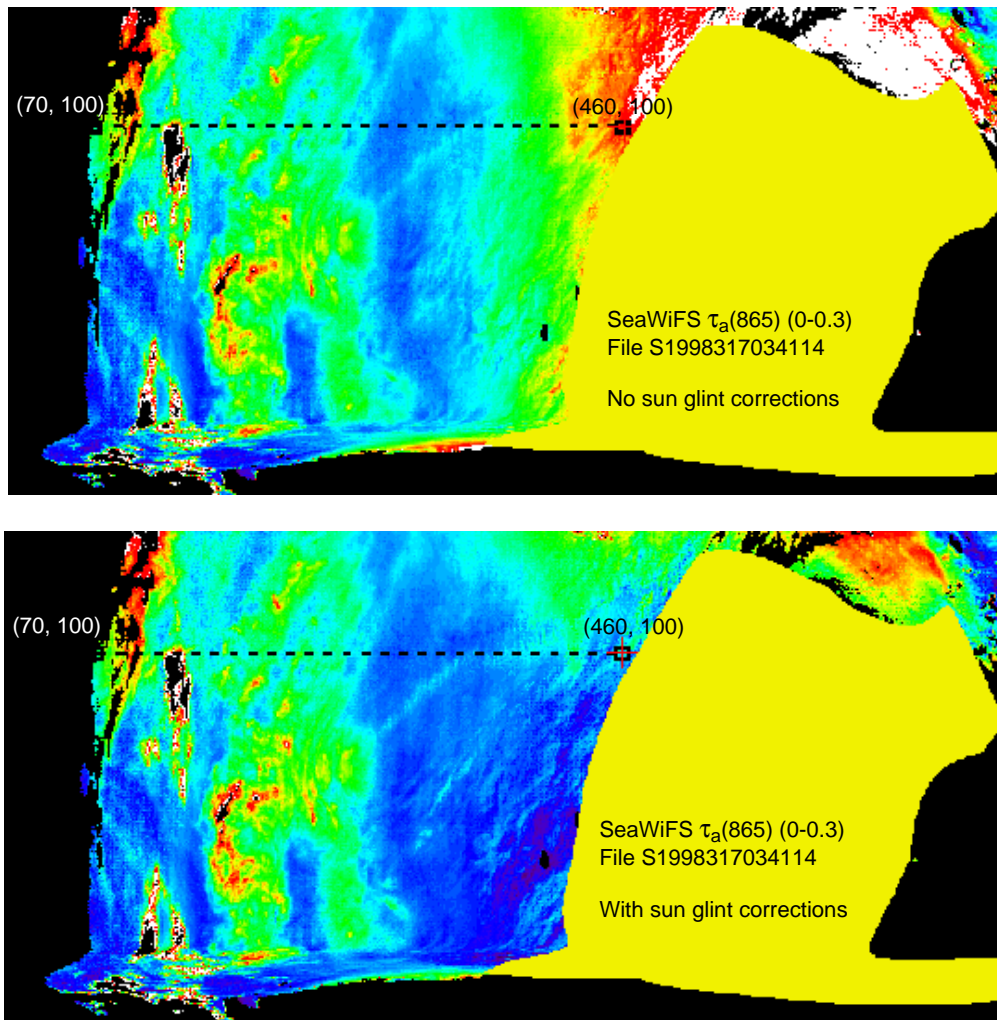 (70, 100) (460, 100)
SeaWiFS τa(865) (0-0.3)
File S1998317034114
No sun glint corrections
(70, 100) (460, 100)
SeaWiFS τa(865) (0-0.3)
File S1998317034114
With sun glint corrections